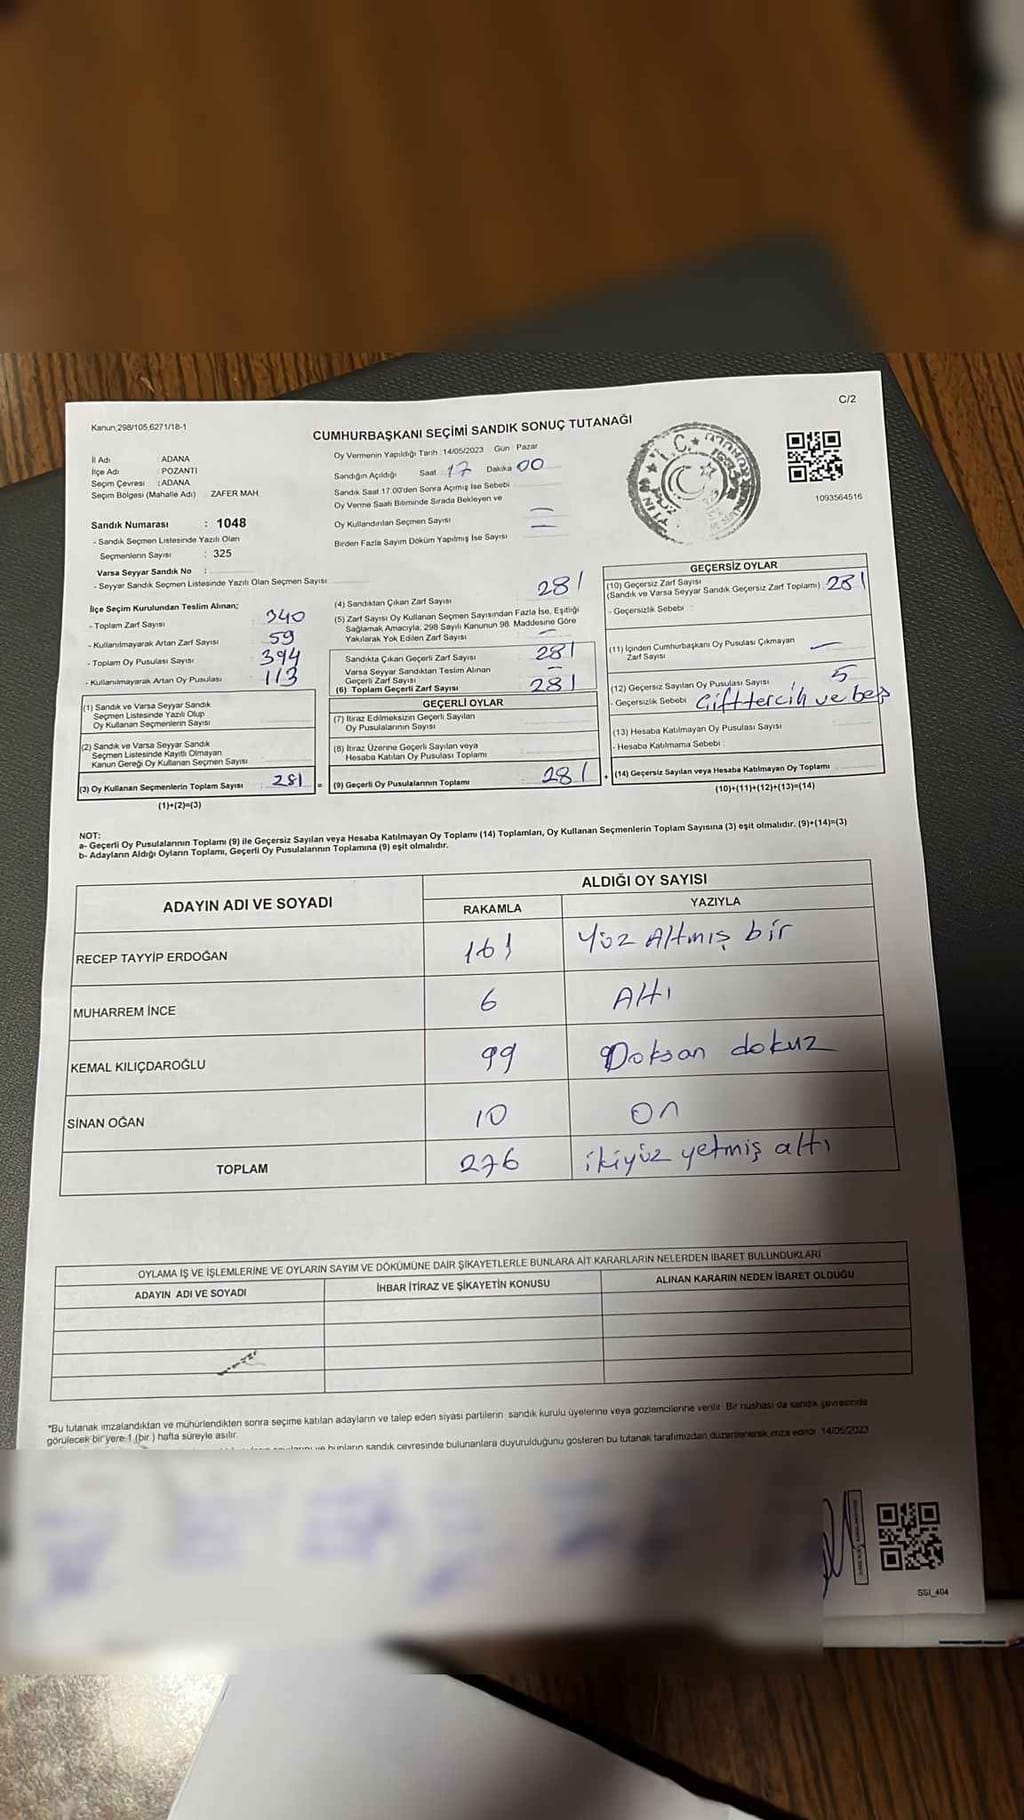 Kanun,298/105,6271/18-1
C/2
CUMHURBAŞKANI SEÇİMİ SANDIK SONUÇ TUTANAĞI
İl Adı : ADANA
İlçe Adı : POZANTI
Seçim Çevresi : ADANA
Seçim Bölgesi (Mahalle Adı) : ZAFER MAH
Sandık Numarası : 1048
- Sandık Seçmen Listesinde Yazılı Olan
Seçmenlerin Sayısı : 325
Varsa Seyyar Sandık No :
- Seyyar Sandık Seçmen Listesinde Yazılı Olan Seçmen Sayısı
Oy Vermenin Yapıldığı Tarih : 14/05/2023 Gün : Pazar
Sandığın Açıldığı Saat 17 Dakika 00
Sandık Saat 17.00'den Sonra Açımış İse Sebebi
Oy Verme Saati Bitiminde Sırada Bekleyen ve
Oy Kullandırılan Seçmen Sayısı
Birden Fazla Sayım Döküm Yapılmış İse Sayısı
T.C.
1093564516
İlçe Seçim Kurulundan Teslim Alınan;
- Toplam Zarf Sayısı 340
- Kullanılmayarak Artan Zarf Sayısı 59
- Toplam Oy Pusulası Sayısı 394
- Kullanılmayarak Artan Oy Pusulası 113
(1) Sandık ve Varsa Seyyar Sandık
Seçmen Listesinde Yazılı Olup
Oy Kullanan Seçmenlerin Sayısı
(2) Sandık ve Varsa Seyyar Sandık
Seçmen Listesinde Kayıtlı Olmayan
Kanun Gereği Oy Kullanan Seçmen Sayısı
(3) Oy Kullanan Seçmenlerin Toplam Sayısı 281 =
(1)+(2)=(3)
(4) Sandıktan Çıkan Zarf Sayısı 281
(5) Zarf Sayısı Oy Kullanan Seçmen Sayısından Fazla İse, Eşitliği
Sağlamak Amacıyla; 298 Sayılı Kanunun 98. Maddesine Göre
Yakılarak Yok Edilen Zarf Sayısı –
Sandıkta Çıkan Geçerli Zarf Sayısı 281
Varsa Seyyar Sandıktan Teslim Alınan
Geçerli Zarf Sayısı –
(6) Toplam Geçerli Zarf Sayısı 281
GEÇERLİ OYLAR
(7) İtiraz Edilmeksizin Geçerli Sayılan
Oy Pusulalarının Sayısı
(8) İtiraz Üzerine Geçerli Sayılan veya
Hesaba Katılan Oy Pusulası Toplamı
(9) Geçerli Oy Pusulalarının Toplamı 281 +
GEÇERSİZ OYLAR
(10) Geçersiz Zarf Sayısı
(Sandık ve Varsa Seyyar Sandık Geçersiz Zarf Toplamı) 281
- Geçersizlik Sebebi
(11) İçinden Cumhurbaşkanı Oy Pusulası Çıkmayan
Zarf Sayısı –
(12) Geçersiz Sayılan Oy Pusulası Sayısı 5
- Geçersizlik Sebebi Çift tercih ve beş
(13) Hesaba Katılmayan Oy Pusulası Sayısı
- Hesaba Katılmama Sebebi
(14) Geçersiz Sayılan veya Hesaba Katılmayan Oy Toplamı
(10)+(11)+(12)+(13)=(14)
NOT:
a- Geçerli Oy Pusulalarının Toplamı (9) ile Geçersiz Sayılan veya Hesaba Katılmayan Oy Toplamı (14) Toplamları, Oy Kullanan Seçmenlerin Toplam Sayısına (3) eşit olmalıdır. (9)+(14)=(3)
b- Adayların Aldığı Oyların Toplamı, Geçerli Oy Pusulalarının Toplamına (9) eşit olmalıdır.
ADAYIN ADI VE SOYADI
ALDIĞI OY SAYISI
RAKAMLA YAZIYLA
RECEP TAYYİP ERDOĞAN 161 Yüz Altmış bir
MUHARREM İNCE 6 Altı
KEMAL KILIÇDAROĞLU 99 Doksan dokuz
SİNAN OĞAN 10 On
TOPLAM 276 ikiyüz yetmiş altı
OYLAMA İŞ VE İŞLEMLERİNE VE OYLARIN SAYIM VE DÖKÜMÜNE DAİR ŞİKAYETLERLE BUNLARA AİT KARARLARIN NELERDEN İBARET BULUNDUKLARI
ADAYIN ADI VE SOYADI İHBAR İTİRAZ VE ŞİKAYETİN KONUSU ALINAN KARARIN NEDEN İBARET OLDUĞU
*Bu tutanak imzalandıktan ve mühürlendikten sonra seçime katılan adayların ve talep eden siyasi partilerin sandık kurulu üyelerine veya gözlemcilerine verilir. Bir nüshası da sandık çevresinde
görülecek bir yere 1 (bir ) hafta süreyle asılır.
ve bunların sandık çevresinde bulunanlara duyurulduğunu gösteren bu tutanak tarafımızdan düzenlenerek imza edildi. 14/05/2023
SSI_404